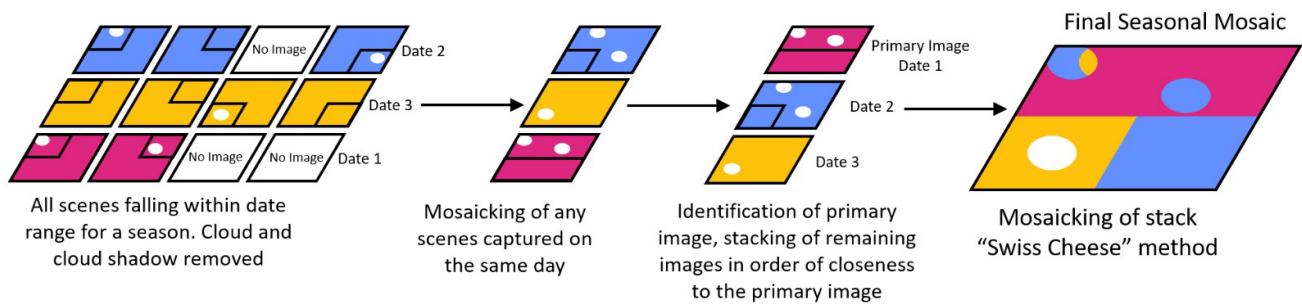 No Image
Date 2
Date 3
No Image
No Image
Date 1
All scenes falling within date
range for a season. Cloud and
cloud shadow removed
Mosaicking of any
scenes captured on
the same day
Primary Image
Date 1
Date 2
Date 3
Identification of primary
image, stacking of remaining
images in order of closeness
to the primary image
Final Seasonal Mosaic
Mosaicking of stack
“Swiss Cheese” method